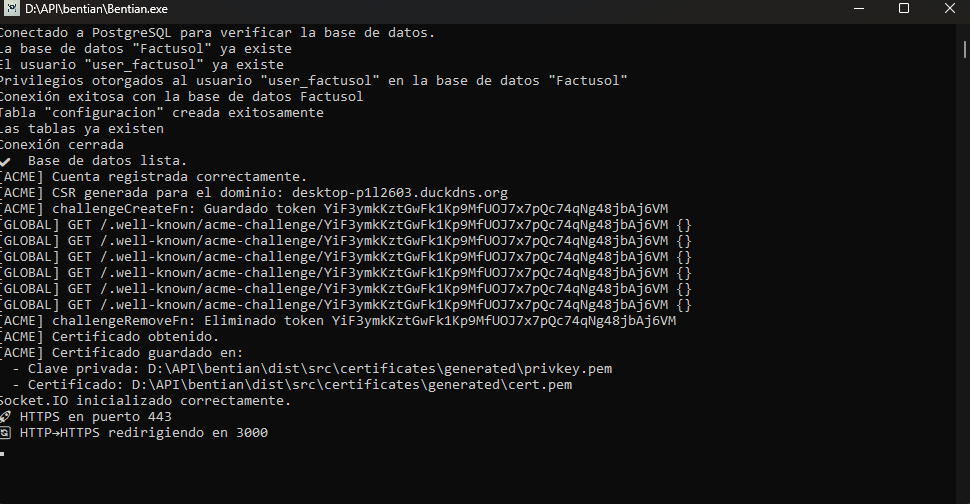 D:\API\bentian\Bentian.exe
Conectado a PostgreSQL para verificar la base de datos.
La base de datos "Factusol" ya existe
El usuario "user_factusol" ya existe
Privilegios otorgados al usuario "user_factusol" en la base de datos "Factusol"
Conexión exitosa con la base de datos Factusol
Tabla "configuracion" creada exitosamente
Las tablas ya existen
Conexión cerrada
✔ Base de datos lista.
[ACME] Cuenta registrada correctamente.
[ACME] CSR generada para el dominio: desktop-p1l2603.duckdns.org
[ACME] challengeCreateFn: Guardado token YiF3ymkKztGwFk1Kp9MfUOJ7x7pQc74qNg48jbAj6VM
[GLOBAL] GET /.well-known/acme-challenge/YiF3ymkKztGwFk1Kp9MfUOJ7x7pQc74qNg48jbAj6VM {}
[GLOBAL] GET /.well-known/acme-challenge/YiF3ymkKztGwFk1Kp9MfUOJ7x7pQc74qNg48jbAj6VM {}
[GLOBAL] GET /.well-known/acme-challenge/YiF3ymkKztGwFk1Kp9MfUOJ7x7pQc74qNg48jbAj6VM {}
[GLOBAL] GET /.well-known/acme-challenge/YiF3ymkKztGwFk1Kp9MfUOJ7x7pQc74qNg48jbAj6VM {}
[GLOBAL] GET /.well-known/acme-challenge/YiF3ymkKztGwFk1Kp9MfUOJ7x7pQc74qNg48jbAj6VM {}
[GLOBAL] GET /.well-known/acme-challenge/YiF3ymkKztGwFk1Kp9MfUOJ7x7pQc74qNg48jbAj6VM {}
[ACME] challengeRemoveFn: Eliminado token YiF3ymkKztGwFk1Kp9MfUOJ7x7pQc74qNg48jbAj6VM
[ACME] Certificado obtenido.
[ACME] Certificado guardado en:
- Clave privada: D:\API\bentian\dist\src\certificates\generated\privkey.pem
- Certificado: D:\API\bentian\dist\src\certificates\generated\cert.pem
Socket.IO inicializado correctamente.
🚀 HTTPS en puerto 443
🔄 HTTP→HTTPS redirigiendo en 3000